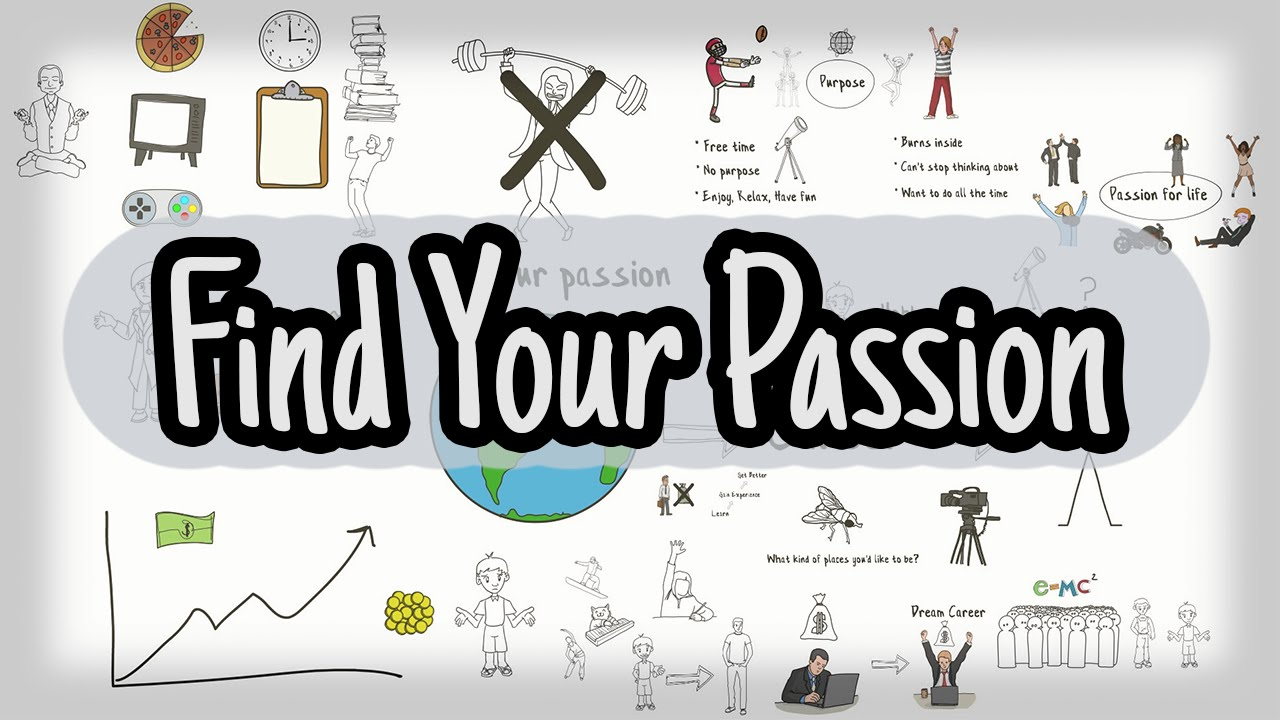 Purpose
* Free time
* No purpose
* Enjoy, Relax, Have fun
* Burns inside
* Can't stop thinking about
* Want to do all the time
Passion for life
ur passion
?
Find Your Passion
Get Better
Gain Experience
Learn
What kind of places you'd like to be?
$
e=mc²
Dream Career
$
$